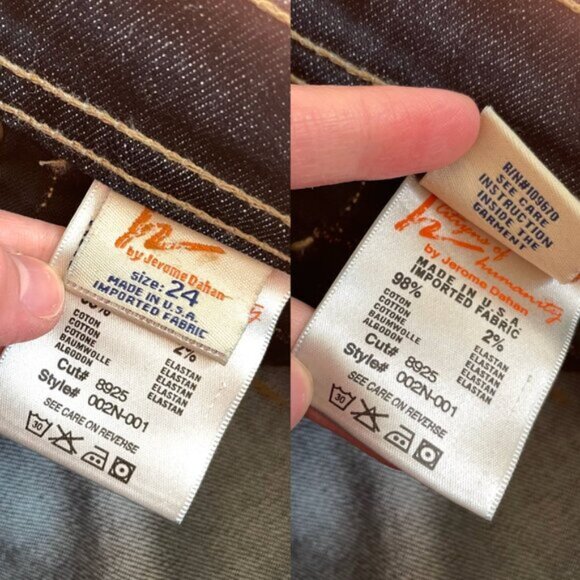 by Jerome Dahan
SIZE: 24
MADE IN U.S.A.
IMPORTED FABRIC
2%
COTON ELASTAN
COTTON ELASTAN
COTONE ELASTAN
BAUMWOLLE ELASTAN
ALGODON ELASTAN
Cut# 8925
Style# 002N-001
SEE CARE ON REVERSE
30
R/N#109670
SEE CARE
INSTRUCTION
INSIDE THE
GARMENT
Citizens of humanity
by Jerome Dahan
MADE IN U.S.A.
IMPORTED FABRIC
98% 2%
COTON ELASTAN
COTTON ELASTAN
COTONE ELASTAN
BAUMWOLLE ELASTAN
ALGODON ELASTAN
Cut# 8925
Style# 002N-001
SEE CARE ON REVERSE
30